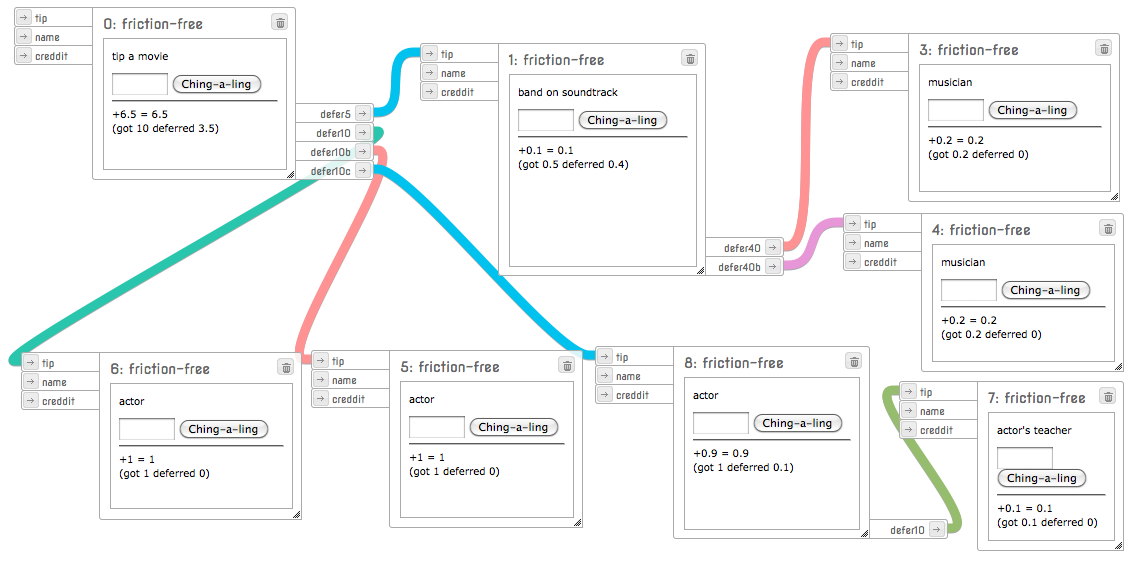 0: friction-free
tip
name
creddit
tip a movie
Ching-a-ling
+6.5 = 6.5
(got 10 deferred 3.5)
defer5
defer10
defer10b
defer10c
1: friction-free
tip
name
creddit
band on soundtrack
Ching-a-ling
+0.1 = 0.1
(got 0.5 deferred 0.4)
defer40
defer40b
3: friction-free
tip
name
creddit
musician
Ching-a-ling
+0.2 = 0.2
(got 0.2 deferred 0)
4: friction-free
tip
name
creddit
musician
Ching-a-ling
+0.2 = 0.2
(got 0.2 deferred 0)
6: friction-free
tip
name
creddit
actor
Ching-a-ling
+1 = 1
(got 1 deferred 0)
5: friction-free
tip
name
creddit
actor
Ching-a-ling
+1 = 1
(got 1 deferred 0)
8: friction-free
tip
name
creddit
actor
Ching-a-ling
+0.9 = 0.9
(got 1 deferred 0.1)
defer10
7: friction-free
tip
name
creddit
actor's teacher
Ching-a-ling
+0.1 = 0.1
(got 0.1 deferred 0)